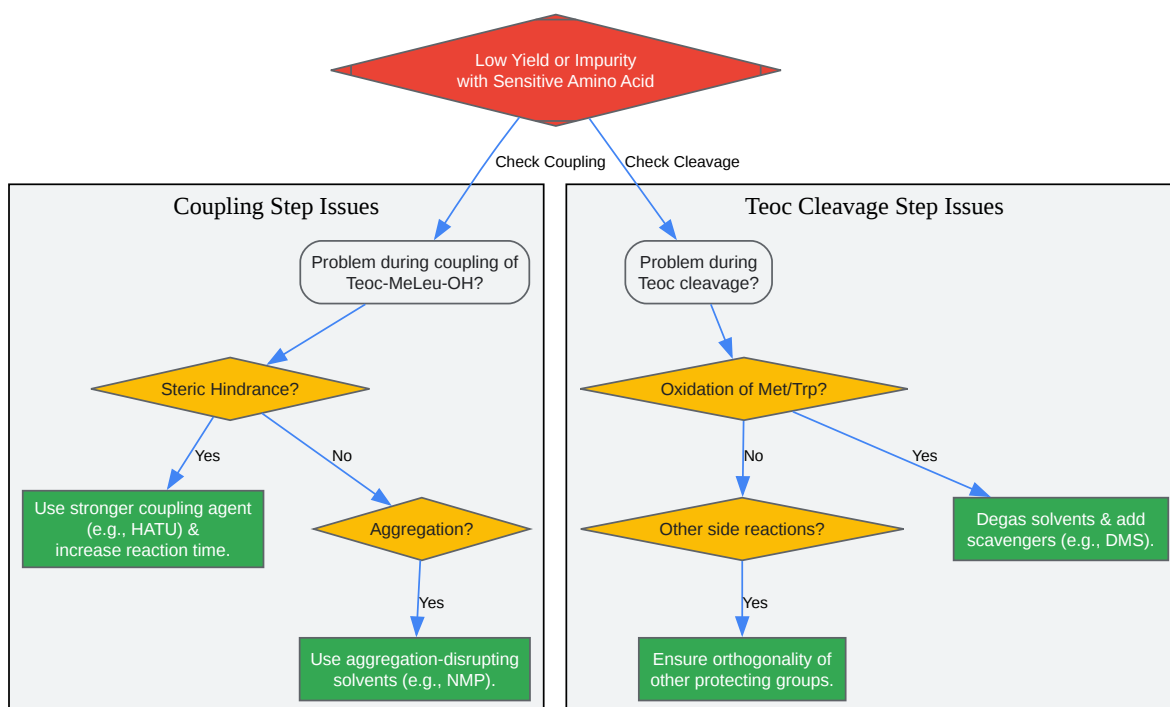 Low Yield or Impurity
with Sensitive Amino Acid
Check Coupling
Check Cleavage
Coupling Step Issues
Problem during coupling of
Teoc-MeLeu-OH?
Steric Hindrance?
Yes
No
Use stronger coupling agent
(e.g., HATU) &
increase reaction time.
Aggregation?
Yes
Use aggregation-disrupting
solvents (e.g., NMP).
Teoc Cleavage Step Issues
Problem during
Teoc cleavage?
Oxidation of Met/Trp?
No
Yes
Other side reactions?
Degas solvents & add
scavengers (e.g., DMS).
Yes
Ensure orthogonality of
other protecting groups.